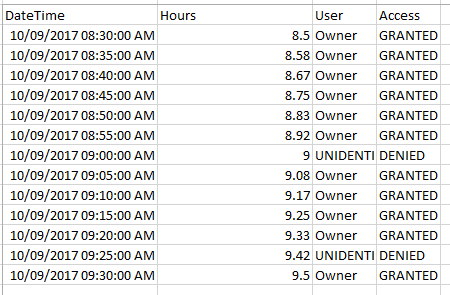 DateTime Hours User Access
10/09/2017 08:30:00 AM 8.5 Owner GRANTED
10/09/2017 08:35:00 AM 8.58 Owner GRANTED
10/09/2017 08:40:00 AM 8.67 Owner GRANTED
10/09/2017 08:45:00 AM 8.75 Owner GRANTED
10/09/2017 08:50:00 AM 8.83 Owner GRANTED
10/09/2017 08:55:00 AM 8.92 Owner GRANTED
10/09/2017 09:00:00 AM 9 UNIDENTI DENIED
10/09/2017 09:05:00 AM 9.08 Owner GRANTED
10/09/2017 09:10:00 AM 9.17 Owner GRANTED
10/09/2017 09:15:00 AM 9.25 Owner GRANTED
10/09/2017 09:20:00 AM 9.33 Owner GRANTED
10/09/2017 09:25:00 AM 9.42 UNIDENTI DENIED
10/09/2017 09:30:00 AM 9.5 Owner GRANTED